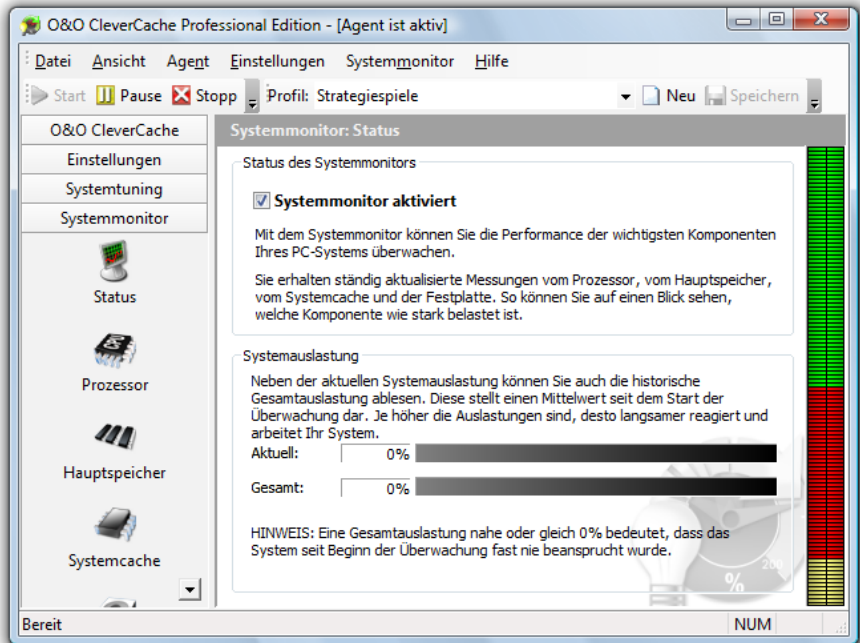 O&O CleverCache Professional Edition - [Agent ist aktiv]
Datei Ansicht Agent Einstellungen Systemmonitor Hilfe
Start Pause Stopp Profil: Strategiespiele Neu Speichern
O&O CleverCache
Einstellungen
Systemtuning
Systemmonitor
Status
Prozessor
Hauptspeicher
Systemcache
Systemmonitor: Status
Status des Systemmonitors
Systemmonitor aktiviert
Mit dem Systemmonitor können Sie die Performance der wichtigsten Komponenten
Ihres PC-Systems überwachen.
Sie erhalten ständig aktualisierte Messungen vom Prozessor, vom Hauptspeicher,
vom Systemcache und der Festplatte. So können Sie auf einen Blick sehen,
welche Komponente wie stark belastet ist.
Systemauslastung
Neben der aktuellen Systemauslastung können Sie auch die historische
Gesamtauslastung ablesen. Diese stellt einen Mittelwert seit dem Start der
Überwachung dar. Je höher die Auslastungen sind, desto langsamer reagiert und
arbeitet Ihr System.
Aktuell: 0%
Gesamt: 0%
HINWEIS: Eine Gesamtauslastung nahe oder gleich 0% bedeutet, dass das
System seit Beginn der Überwachung fast nie beansprucht wurde.
200
%
Bereit NUM